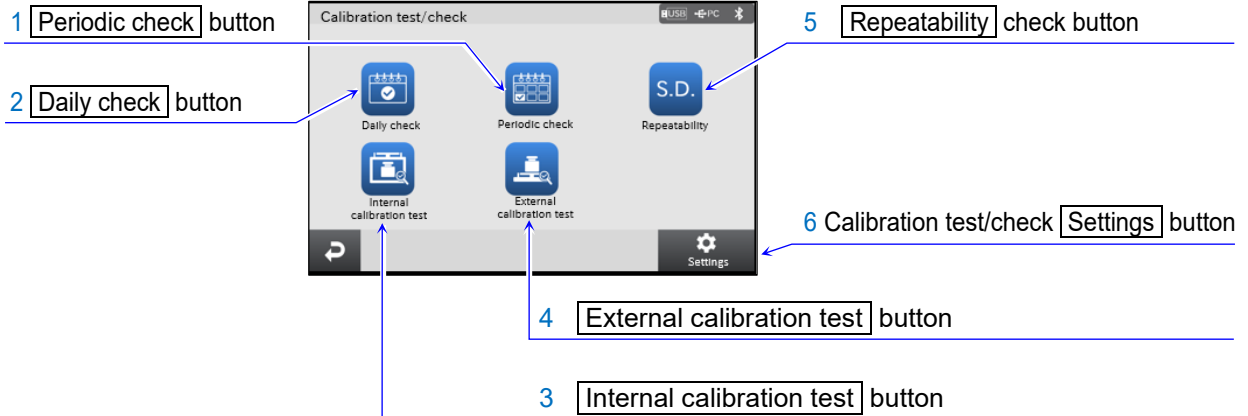 1 Periodic check button
2 Daily check button
Calibration test/check
USB PC
Daily check
Periodic check
S.D.
Repeatability
Internal
calibration test
External
calibration test
Settings
5 Repeatability check button
6 Calibration test/check Settings button
4 External calibration test button
3 Internal calibration test button